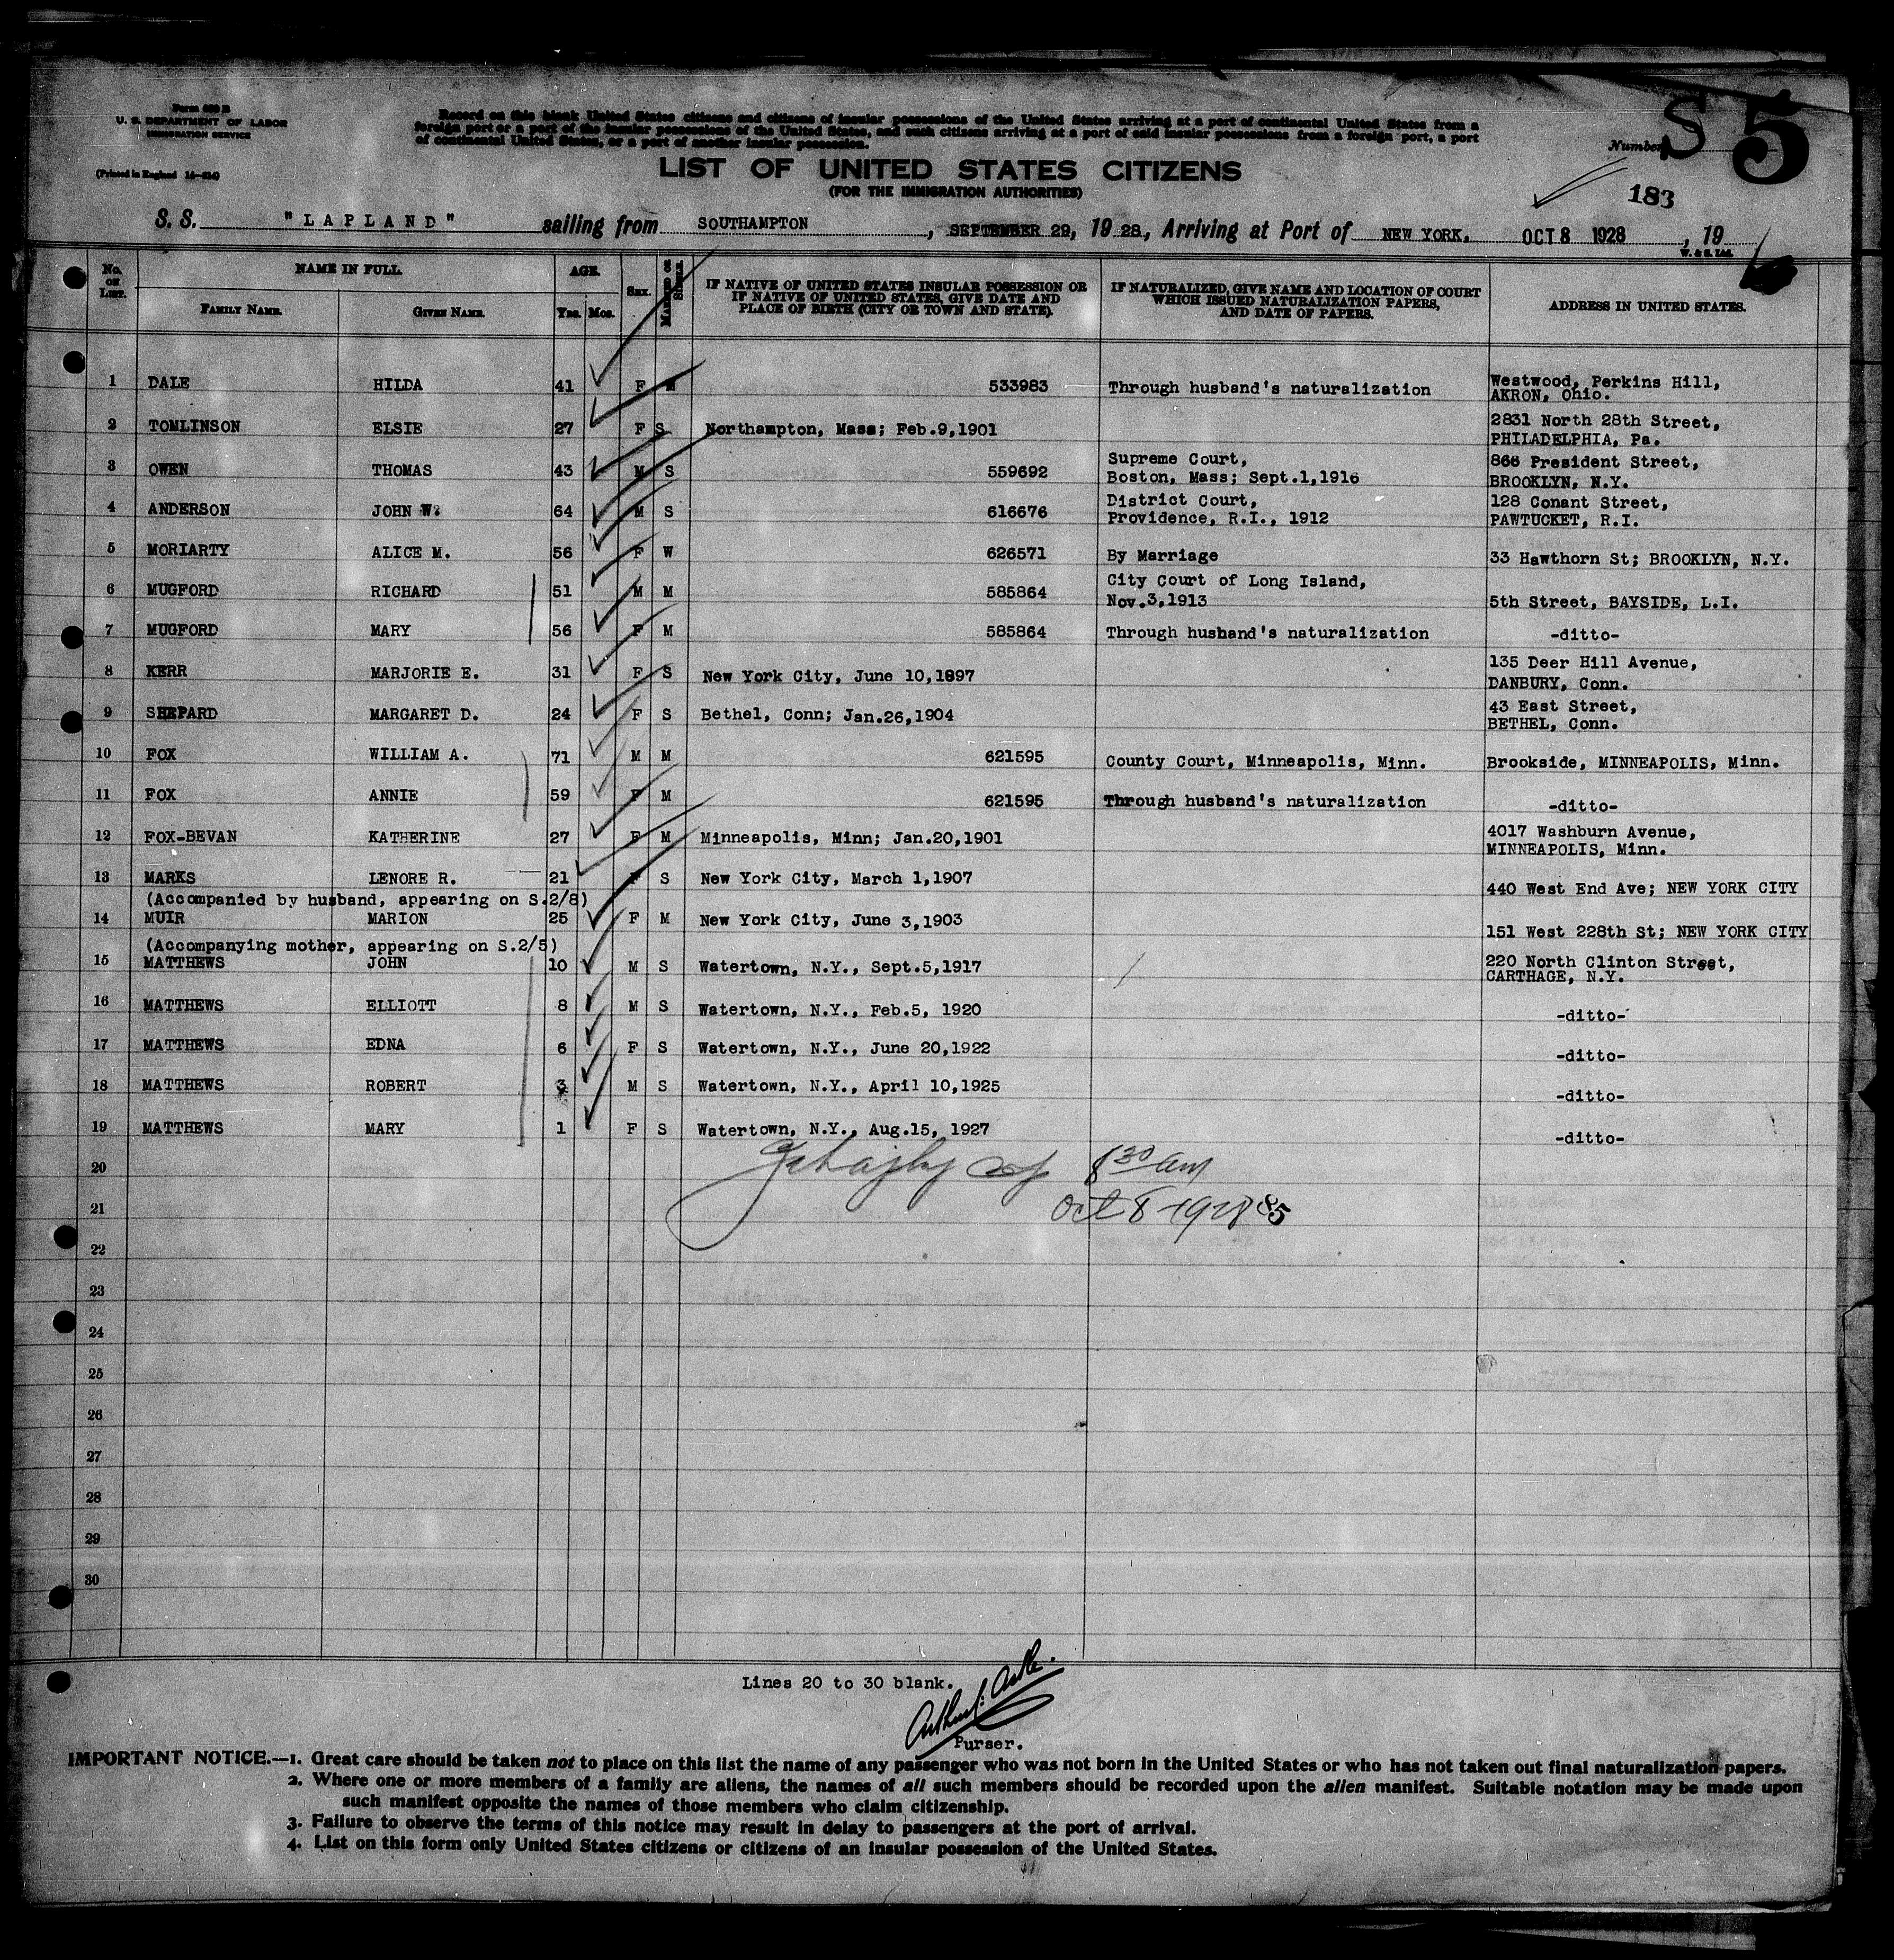 Form 630 B
U. S. DEPARTMENT OF LABOR
IMMIGRATION SERVICE
(Printed in England 14—624)
Record on this blank United States citizens and citizens of insular possessions of the United States arriving at a port of continental United States from a
foreign port or a port of the insular possessions of the United States, and such citizens arriving at a port of said insular possessions from a foreign port, a port
of continental United States, or a port of another insular possession.
Number S 5
LIST OF UNITED STATES CITIZENS
(FOR THE IMMIGRATION AUTHORITIES)
183
S. S. "LAPLAND" sailing from SOUTHAMPTON, SEPTEMBER 29, 19 28, Arriving at Port of NEW YORK. OCT 8 1928, 19
W. & S. Ltd.
No. ON LIST. NAME IN FULL. AGE. SEX. MARRIED OR SINGLE. IF NATIVE OF UNITED STATES INSULAR POSSESSION OR IF NATIVE OF UNITED STATES, GIVE DATE AND PLACE OF BIRTH (CITY OR TOWN AND STATE). IF NATURALIZED, GIVE NAME AND LOCATION OF COURT WHICH ISSUED NATURALIZATION PAPERS, AND DATE OF PAPERS. ADDRESS IN UNITED STATES.
FAMILY NAME. GIVEN NAME. Yrs. Mos.
1 DALE HILDA 41 F M 533983 Through husband's naturalization Westwood, Perkins Hill,
AKRON, Ohio.
2 TOMLINSON ELSIE 27 F S Northampton, Mass; Feb.9,1901 2831 North 28th Street,
PHILADELPHIA, Pa.
3 OWEN THOMAS 43 M S 559692 Supreme Court, 866 President Street,
Boston, Mass; Sept.1,1916 BROOKLYN, N.Y.
4 ANDERSON JOHN W. 64 M S 616676 District Court, 128 Conant Street,
Providence, R.I., 1912 PAWTUCKET, R.I.
5 MORIARTY ALICE M. 56 F W 626571 By Marriage 33 Hawthorn St; BROOKLYN, N.Y.
6 MUGFORD RICHARD 51 M M 585864 City Court of Long Island,
Nov.3,1913 5th Street, BAYSIDE, L.I.
7 MUGFORD MARY 56 F M 585864 Through husband's naturalization -ditto-
8 KERR MARJORIE E. 31 F S New York City, June 10,1897 135 Deer Hill Avenue,
DANBURY, Conn.
9 SHEPARD MARGARET D. 24 F S Bethel, Conn; Jan.26,1904 43 East Street,
BETHEL, Conn.
10 FOX WILLIAM A. 71 M M 621595 County Court, Minneapolis, Minn. Brookside, MINNEAPOLIS, Minn.
11 FOX ANNIE 59 F M 621595 Through husband's naturalization -ditto-
12 FOX-BEVAN KATHERINE 27 F M Minneapolis, Minn; Jan.20,1901 4017 Washburn Avenue,
MINNEAPOLIS, Minn.
13 MARKS LENORE R. 21 F S New York City, March 1,1907 440 West End Ave; NEW YORK CITY
(Accompanied by husband, appearing on S.2/8)
14 MUIR MARION 25 F M New York City, June 3,1903 151 West 228th St; NEW YORK CITY
(Accompanying mother, appearing on S.2/5)
15 MATTHEWS JOHN 10 M S Watertown, N.Y., Sept.5,1917 220 North Clinton Street,
CARTHAGE, N.Y.
16 MATTHEWS ELLIOTT 8 M S Watertown, N.Y., Feb.5, 1920 -ditto-
17 MATTHEWS EDNA 6 F S Watertown, N.Y., June 20,1922 -ditto-
18 MATTHEWS ROBERT 3 M S Watertown, N.Y., April 10,1925 -ditto-
19 MATTHEWS MARY 1 F S Watertown, N.Y., Aug.15, 1927 -ditto-
20 8 30 am
21 Oct 8 1928 85
22
23
24
25
26
27
28
29
30
Lines 20 to 30 blank.
Purser.
IMPORTANT NOTICE.—1. Great care should be taken not to place on this list the name of any passenger who was not born in the United States or who has not taken out final naturalization papers.
2. Where one or more members of a family are aliens, the names of all such members should be recorded upon the alien manifest. Suitable notation may be made upon
such manifest opposite the names of those members who claim citizenship.
3. Failure to observe the terms of this notice may result in delay to passengers at the port of arrival.
4. List on this form only United States citizens or citizens of an insular possession of the United States.